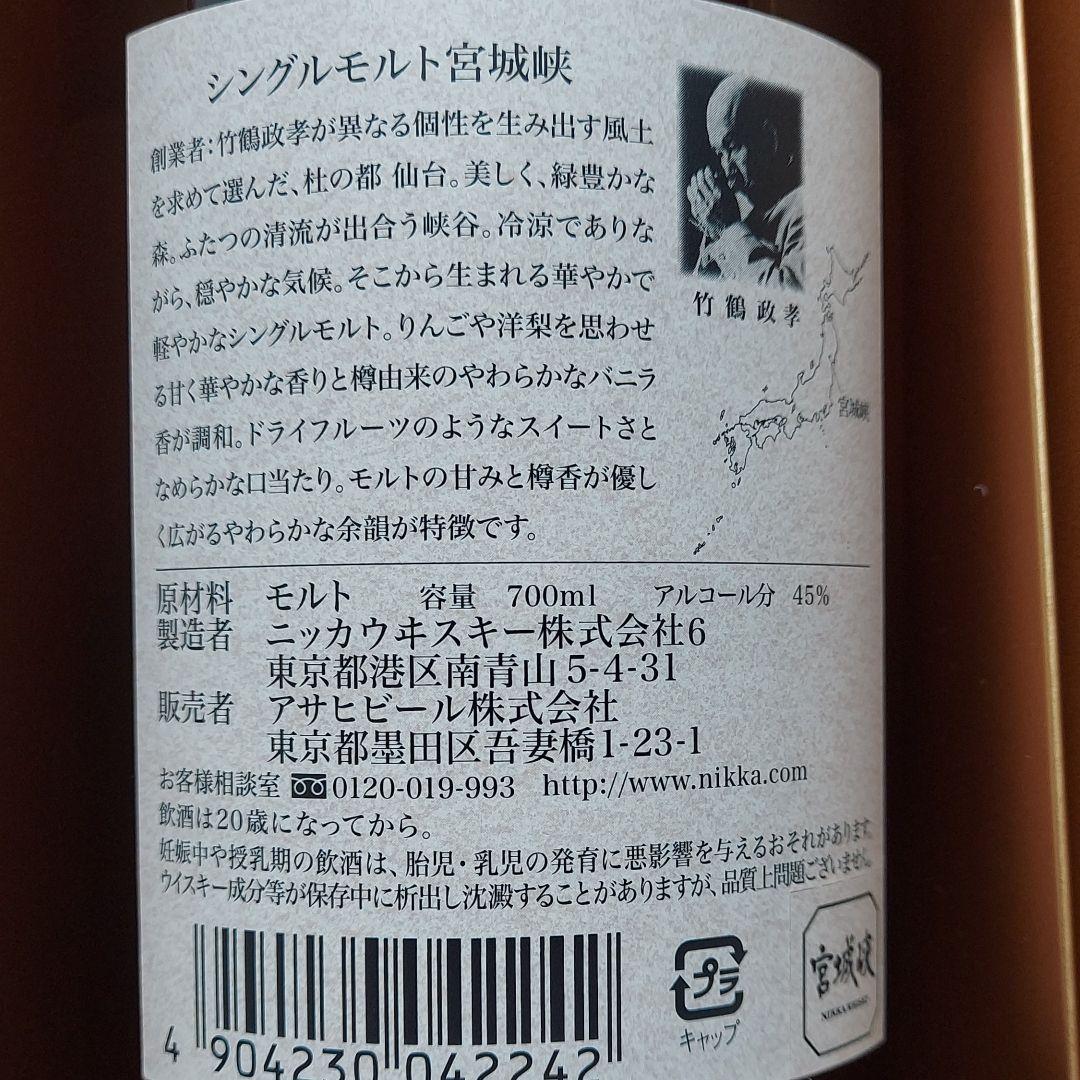 シングルモルト宮城峡
創業者:竹鶴政孝が異なる個性を生み出す風土
を求めて選んだ、杜の都 仙台。美しく、緑豊かな
森。ふたつの清流が出合う峡谷。冷涼でありな
がら、穏やかな気候。そこから生まれる華やかで
軽やかなシングルモルト。りんごや洋梨を思わせ
る甘く華やかな香りと樽由来のやわらかなバニラ
香が調和。ドライフルーツのようなスイートさと
なめらかな口当たり。モルトの甘みと樽香が優し
く広がるやわらかな余韻が特徴です。
竹鶴政孝
宮城峡
原材料 モルト 容量 700ml アルコール分 45%
製造者 ニッカウヰスキー株式会社6
東京都港区南青山5-4-31
販売者 アサヒビール株式会社
東京都墨田区吾妻橋1-23-1
お客様相談室 0120-019-993 http://www.nikka.com
飲酒は20歳になってから。
妊娠中や授乳期の飲酒は、胎児・乳児の発育に悪影響を与えるおそれがあります。
ウイスキー成分等が保存中に析出し沈澱することがありますが、品質上問題ございません。
プラ
キャップ
宮城峡
NIKKA WHISKY
4 904230 042242